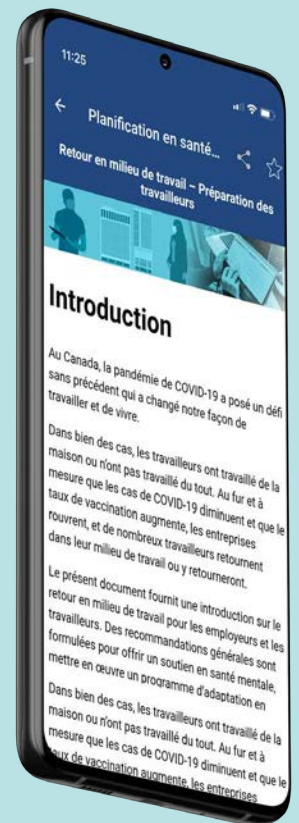 11:25
Planification en santé...
Retour en milieu de travail – Préparation des
travailleurs
Introduction
Au Canada, la pandémie de COVID-19 a posé un défi
sans précédent qui a changé notre façon de
travailler et de vivre.
Dans bien des cas, les travailleurs ont travaillé de la
maison ou n'ont pas travaillé du tout. Au fur et à
mesure que les cas de COVID-19 diminuent et que le
taux de vaccination augmente, les entreprises
rouvrent, et de nombreux travailleurs retournent
dans leur milieu de travail ou y retourneront.
Le présent document fournit une introduction sur le
retour en milieu de travail pour les employeurs et les
travailleurs. Des recommandations générales sont
formulées pour offrir un soutien en santé mentale,
mettre en œuvre un programme d'adaptation en
Dans bien des cas, les travailleurs ont travaillé de la
maison ou n'ont pas travaillé du tout. Au fur et à
mesure que les cas de COVID-19 diminuent et que le
taux de vaccination augmente, les entreprises